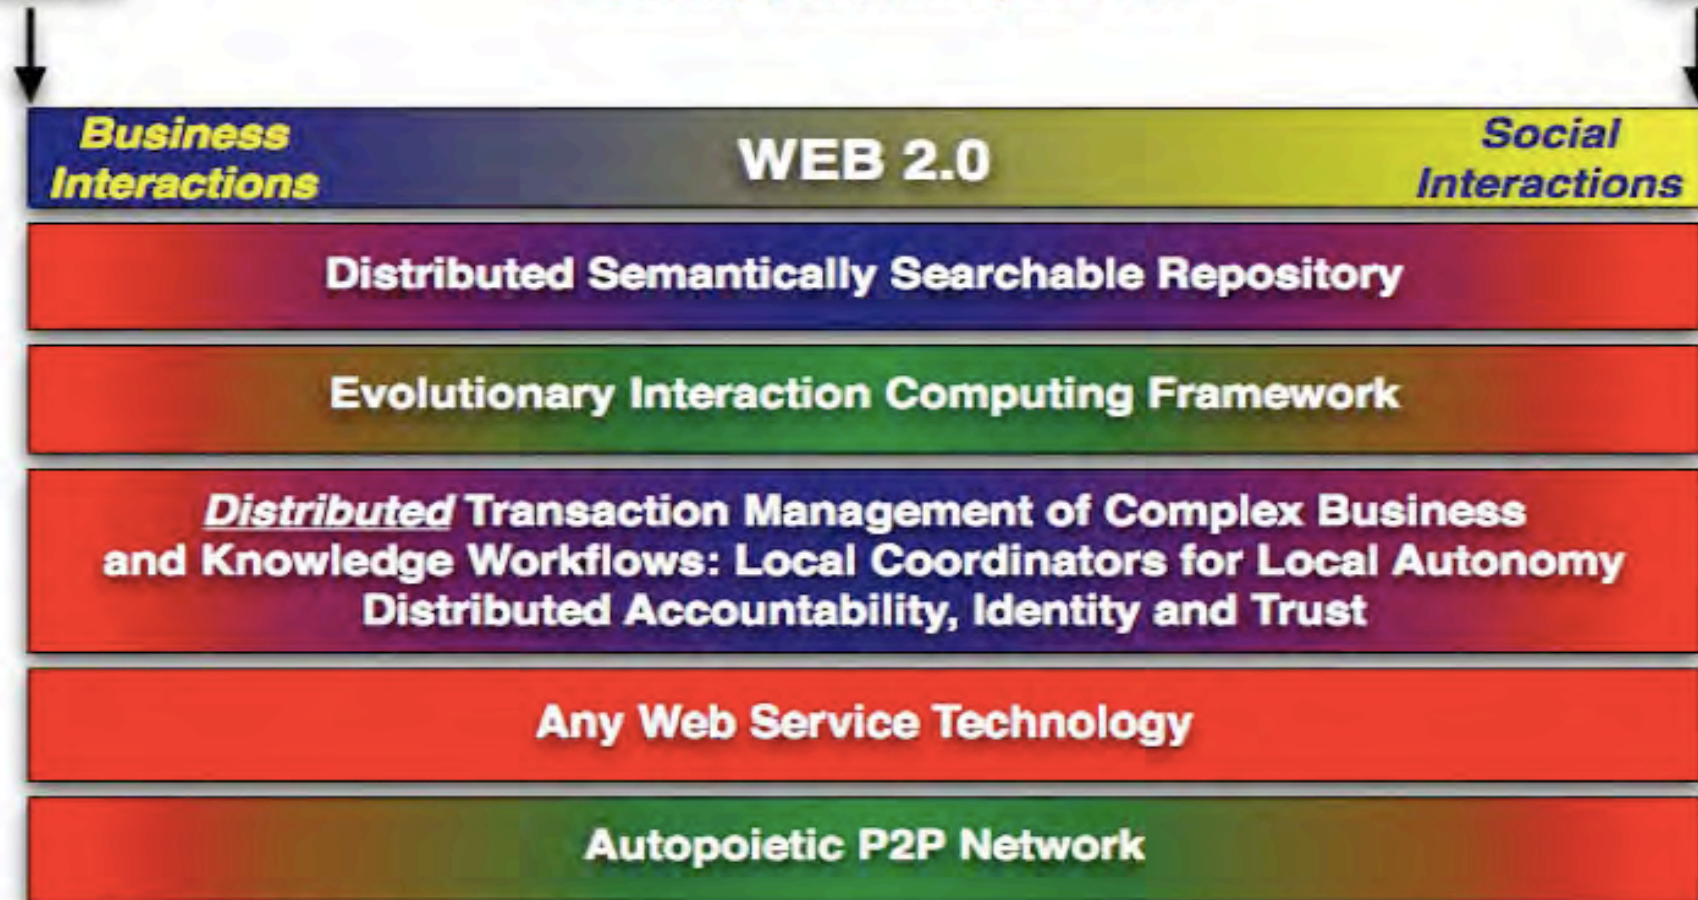 Business
Interactions
WEB 2.0
Social
Interactions
Distributed Semantically Searchable Repository
Evolutionary Interaction Computing Framework
Distributed Transaction Management of Complex Business
and Knowledge Workflows: Local Coordinators for Local Autonomy
Distributed Accountability, Identity and Trust
Any Web Service Technology
Autopoietic P2P Network